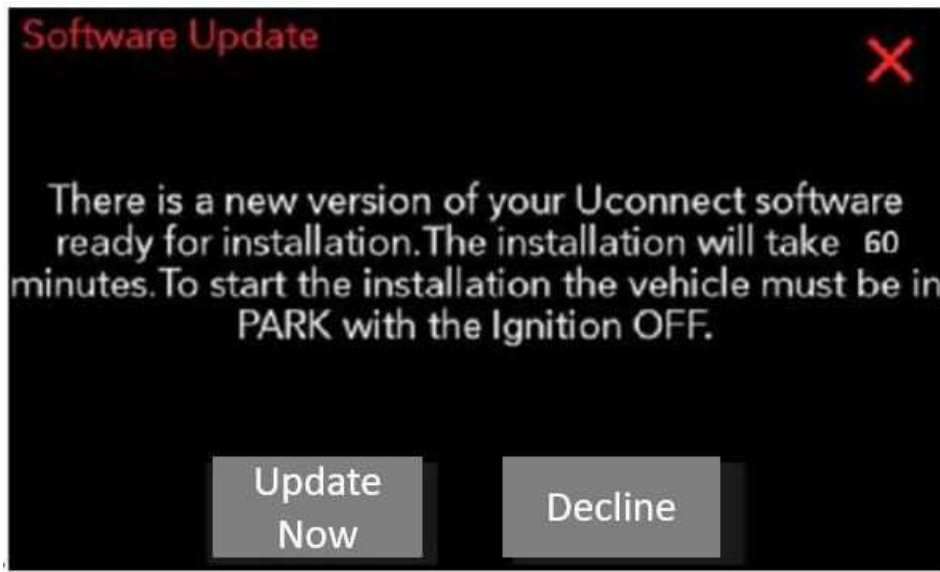 Software Update
X
There is a new version of your Uconnect software
ready for installation.The installation will take 60
minutes.To start the installation the vehicle must be in
PARK with the Ignition OFF.
Update
Now
Decline